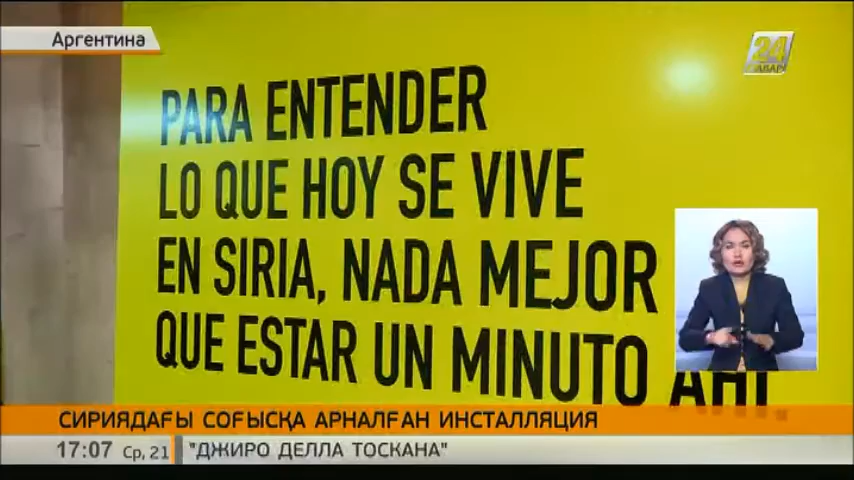 Аргентина
24
ХАБАР
PARA ENTENDER
LO QUE HOY SE VIVE
EN SIRIA, NADA MEJOR
QUE ESTAR UN MINUTO AHÍ
СИРИЯДАҒЫ СОҒЫСҚА АРНАЛҒАН ИНСТАЛЛЯЦИЯ
17:07 Ср, 21 "ДЖИРО ДЕЛЛА ТОСКАНА"